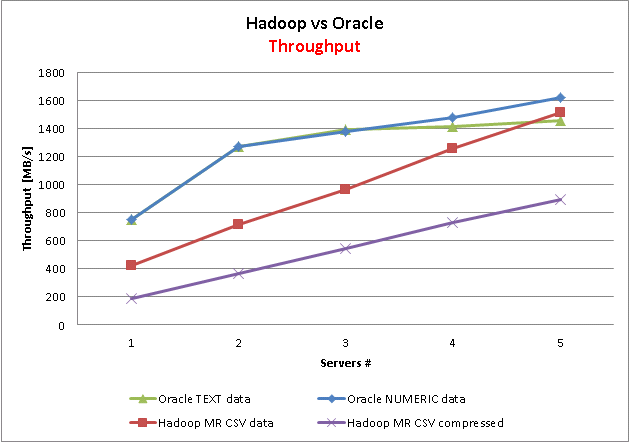 Hadoop vs Oracle
Throughput
1800
1600
1400
1200
1000
800
600
400
200
0
Throughput [MB/s]
1 2 3 4 5
Servers #
Oracle TEXT data Oracle NUMERIC data
Hadoop MR CSV data Hadoop MR CSV compressed